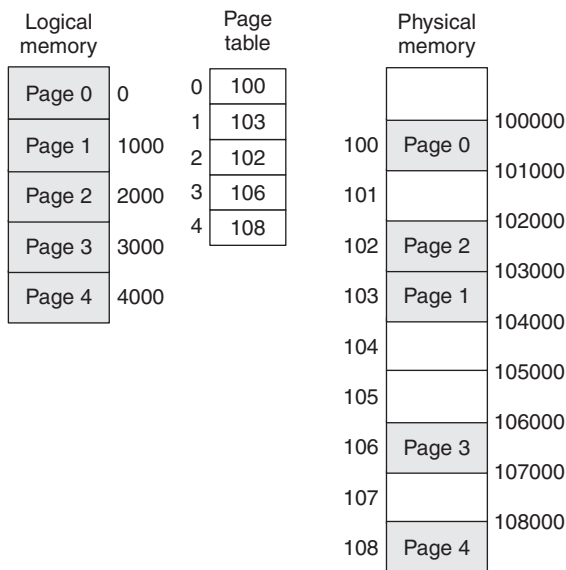 Logical
memory
Page 0
0
Page 1
1000
Page 2
2000
Page 3
3000
Page 4
4000
Page
table
0
100
1
103
2
102
3
106
4
108
Physical
memory
100000
100
Page 0
101000
101
102000
102
Page 2
103000
103
Page 1
104000
104
105000
105
106000
106
Page 3
107000
107
108000
108
Page 4